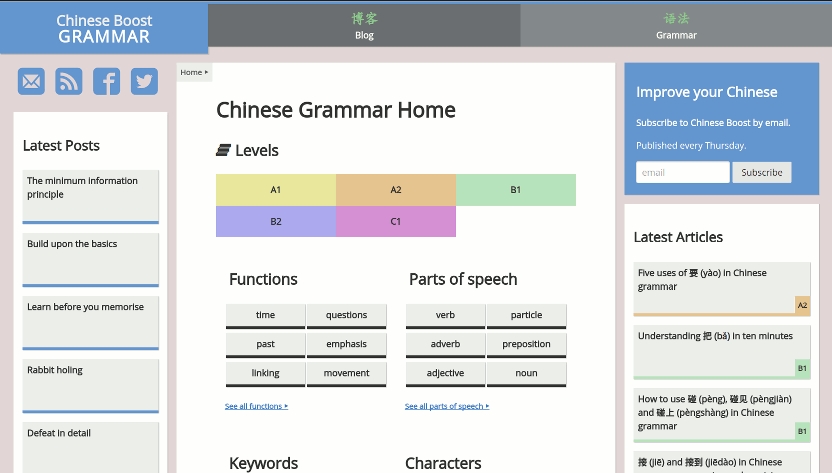 Chinese Boost
GRAMMAR
博客
Blog
语法
Grammar
Latest Posts
The minimum information
principle
Build upon the basics
Learn before you memorise
Rabbit holing
Defeat in detail
Home
Chinese Grammar Home
Levels
A1
A2
B1
B2
C1
Functions
time
questions
past
emphasis
linking
movement
See all functions
Parts of speech
verb
particle
adverb
preposition
adjective
noun
See all parts of speech
Keywords
Characters
Improve your Chinese
Subscribe to Chinese Boost by email.
Published every Thursday.
email
Subscribe
Latest Articles
Five uses of 要 (yào) in Chinese
grammar
A2
Understanding 把 (bǎ) in ten minutes
B1
How to use 碰 (pèng), 碰见 (pèngjiàn)
and 碰上 (pèngshàng) in Chinese
grammar
B1
接 (jiē) and 接到 (jiēdào) in Chinese